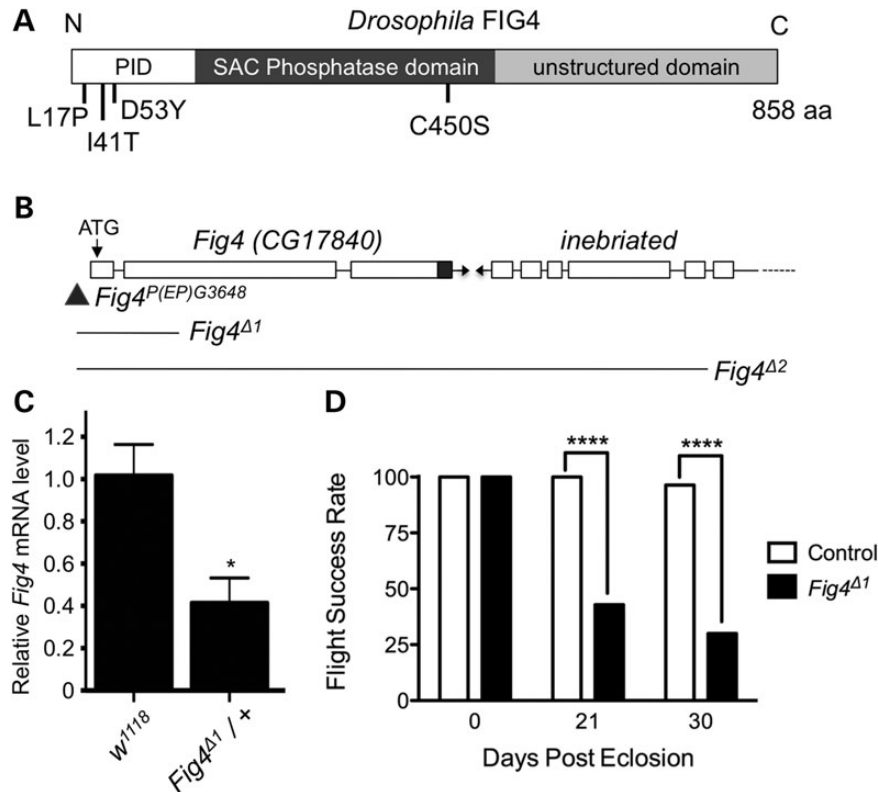 A
N
Drosophila FIG4
C
PID
SAC Phosphatase domain
unstructured domain
L17P
I41T
D53Y
C450S
858 aa
B
ATG
Fig4 (CG17840)
inebriated
Fig4P(EP)G3648
Fig4Δ1
Fig4Δ2
C
Relative Fig4 mRNA level
1.2
1.0
0.8
0.6
0.4
0.2
0
*
w1118
Fig4Δ1 / +
D
Flight Success Rate
100
75
50
25
0
****
****
0
21
30
Days Post Eclosion
Control
Fig4Δ1